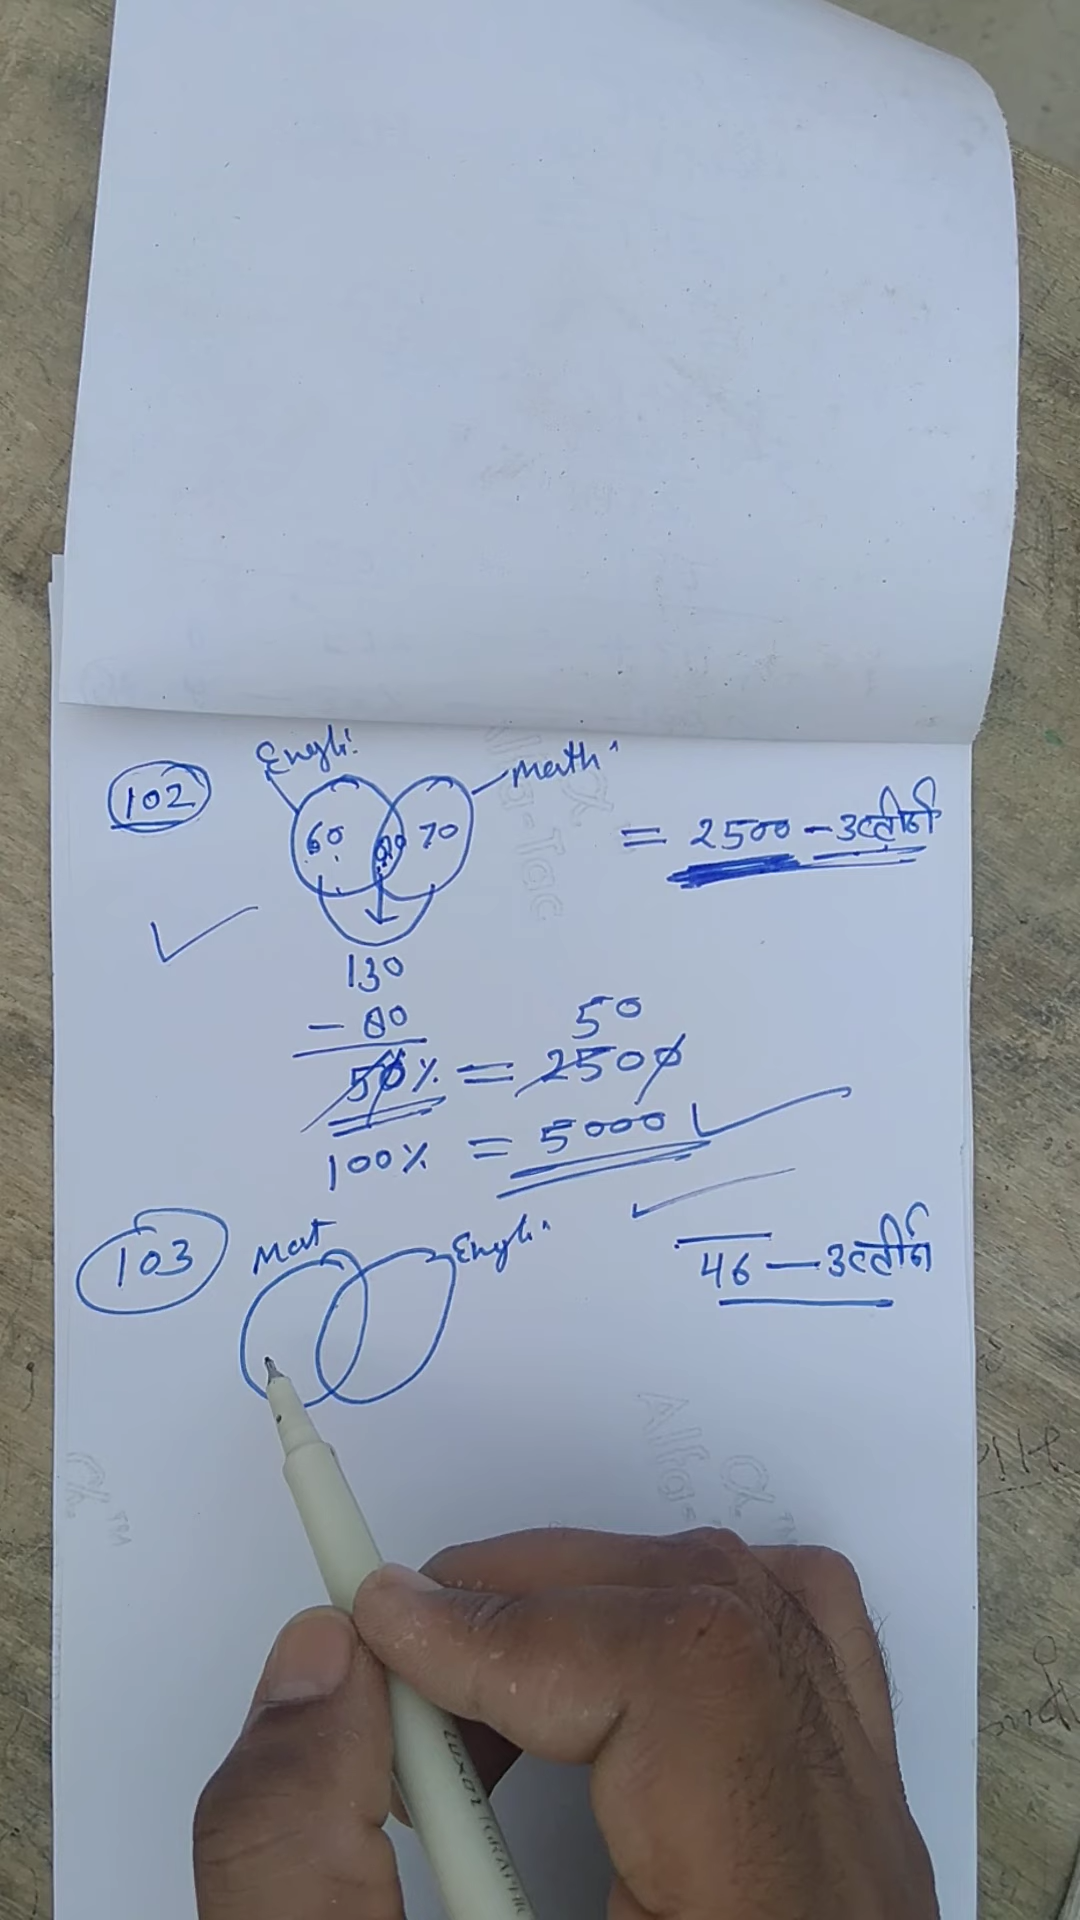 102
Engli
Math
60 80 70
= 2500 - उत्तीर्ण
130
- 80
50% = 2500
50
100% = 5000
103
Mat
Engli
46 - उत्तीर्ण
LUXOR